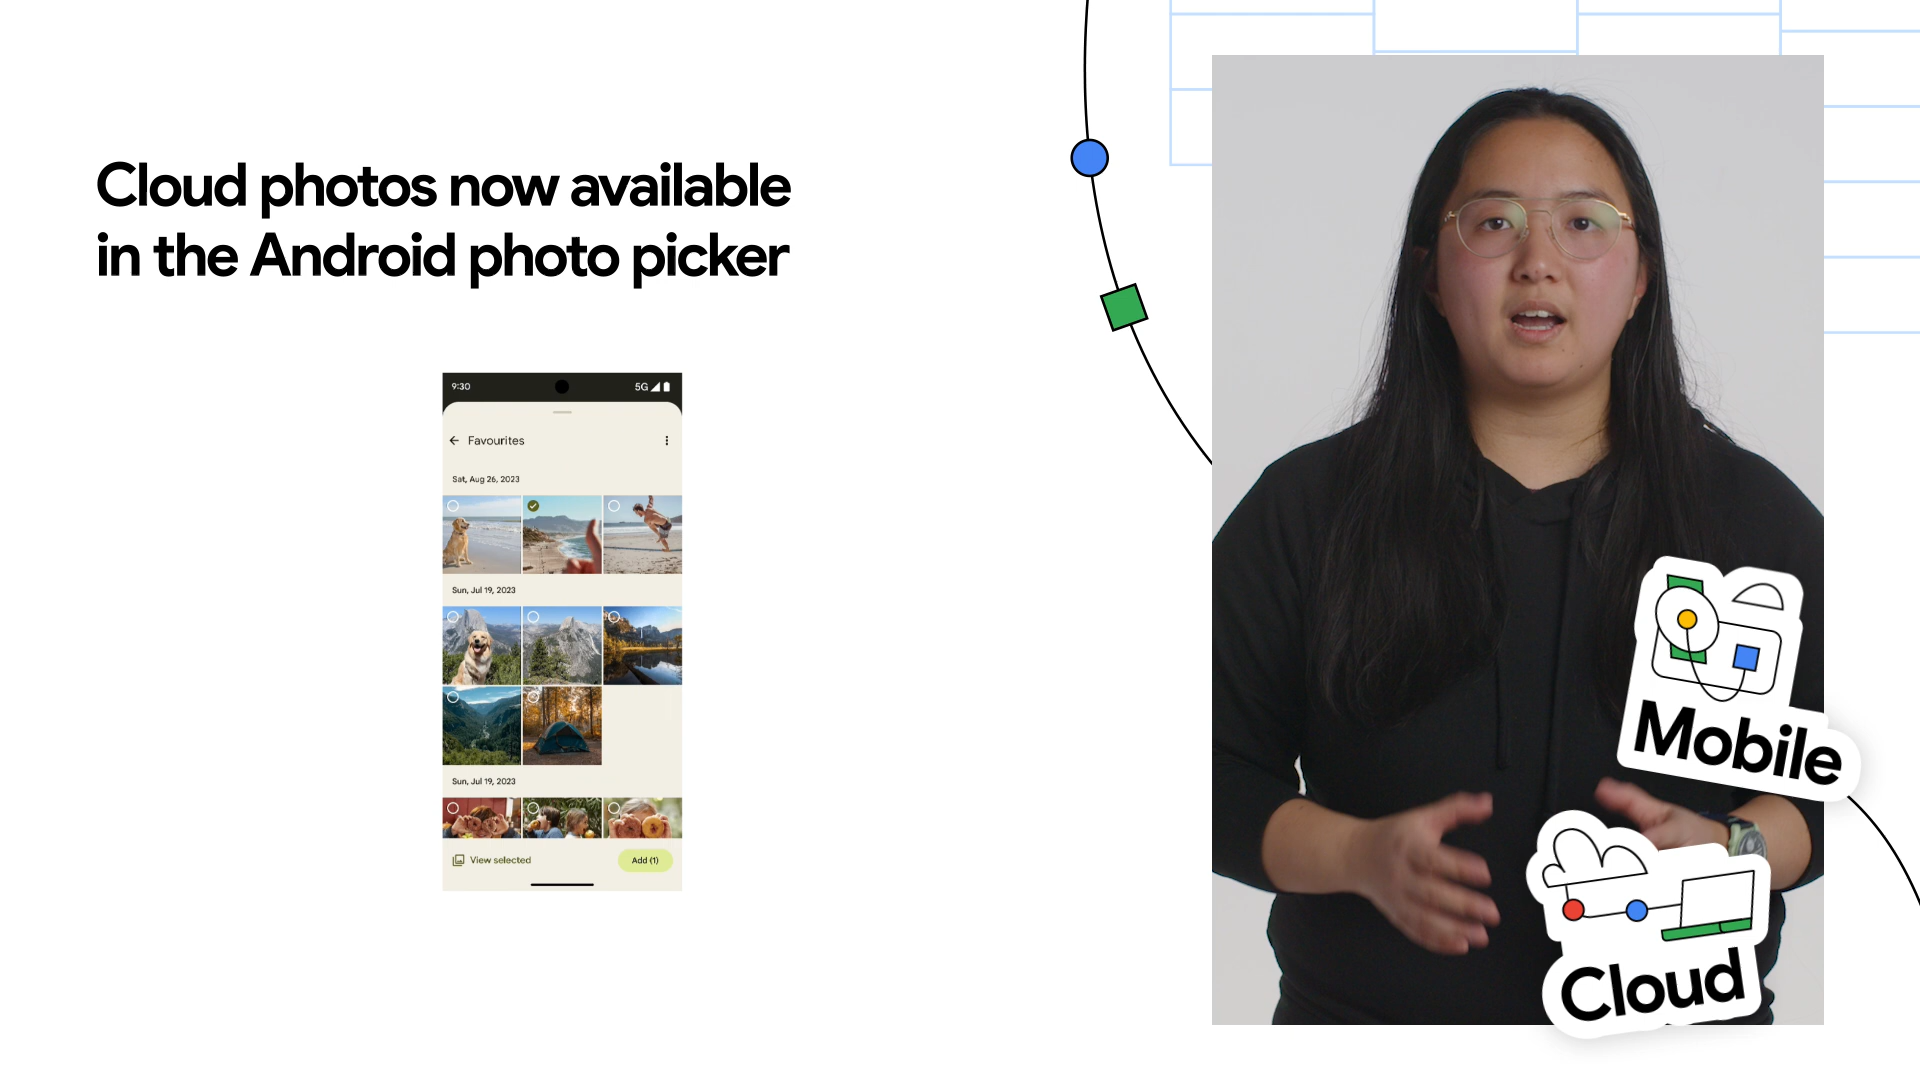 Cloud photos now available
in the Android photo picker
9:30
5G
Favourites
Sat, Aug 26, 2023
Sun, Jul 19, 2023
Sun, Jul 19, 2023
View selected
Add (1)
Mobile
Cloud